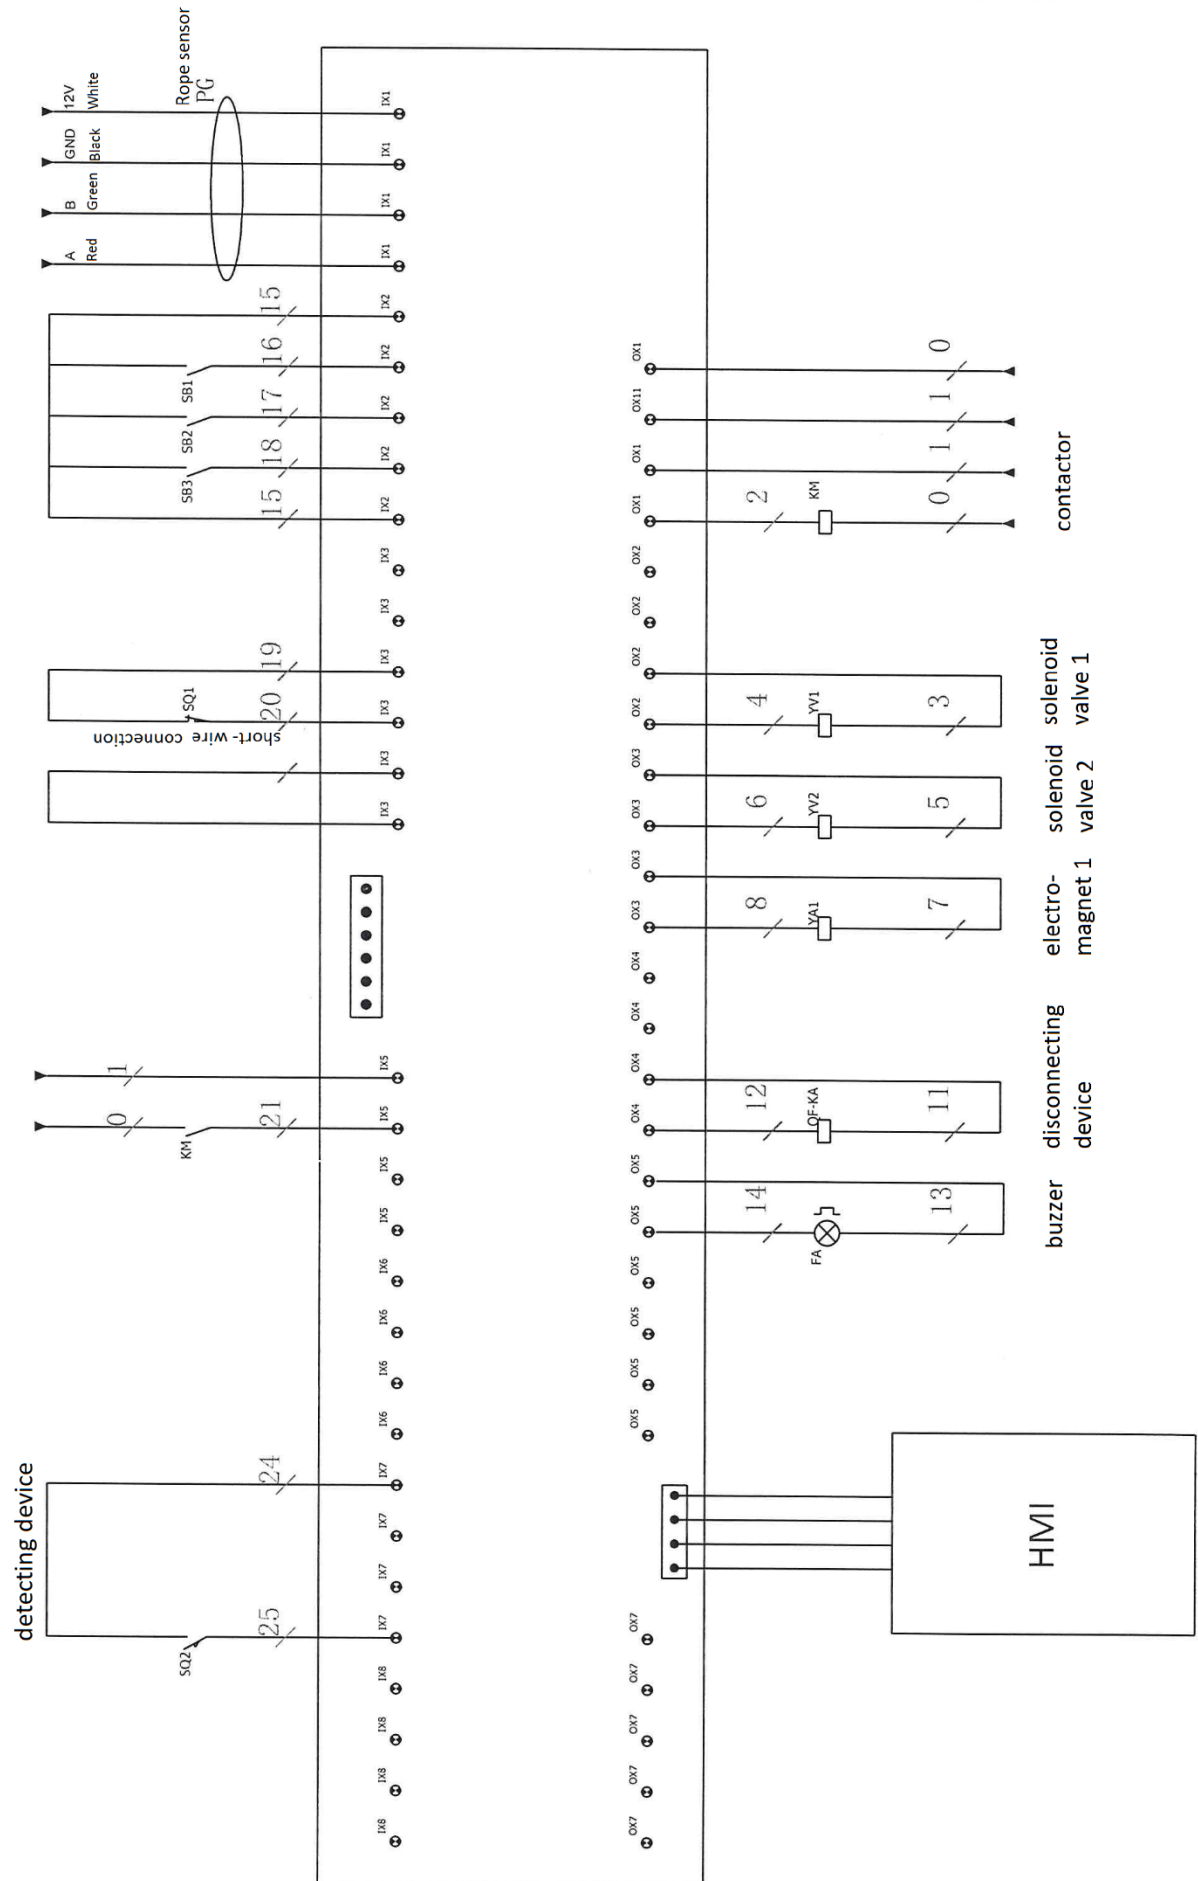 Rope sensor
PG
12V
White
IX1
GND
Black
IX1
B
Green
IX1
A
Red
IX1
15
IX2
16
SB1
IX2
17
SB2
IX2
18
SB3
IX2
15
IX2
IX3
IX3
19
IX3
SQ1
20
IX3
short-wire connection
IX3
IX3
1
IX5
0
KM
21
IX5
IX5
IX5
IX6
IX6
IX6
IX6
detecting device
24
IX7
IX7
IX7
25
SQ2
IX7
IX8
IX8
IX8
IX8
OX1
0
OX11
1
OX1
1
OX1
2
KM
0
contactor
OX2
OX2
OX2
OX2
4
YV1
3
solenoid
valve 1
OX3
OX3
6
YV2
5
solenoid
valve 2
OX3
OX3
8
YA1
7
electro-
magnet 1
OX4
OX4
OX4
OX4
12
QF-KA
11
disconnecting
device
OX5
OX5
14
FA
13
buzzer
OX5
OX5
OX5
OX5
HMI
OX7
OX7
OX7
OX7
OX7